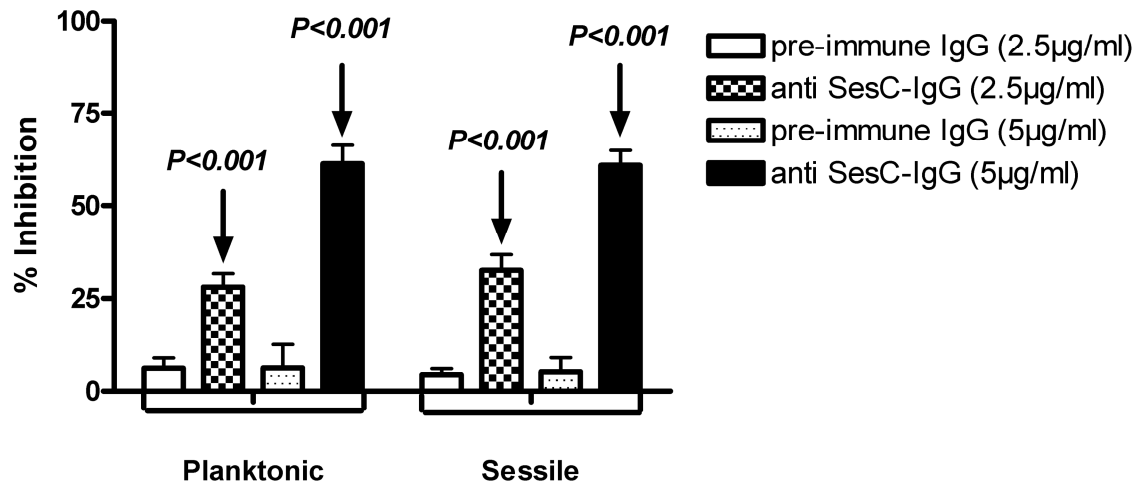 100
75
50
25
0
% Inhibition
P<0.001
P<0.001
P<0.001
P<0.001
Planktonic
Sessile
pre-immune IgG (2.5µg/ml)
anti SesC-IgG (2.5µg/ml)
pre-immune IgG (5µg/ml)
anti SesC-IgG (5µg/ml)